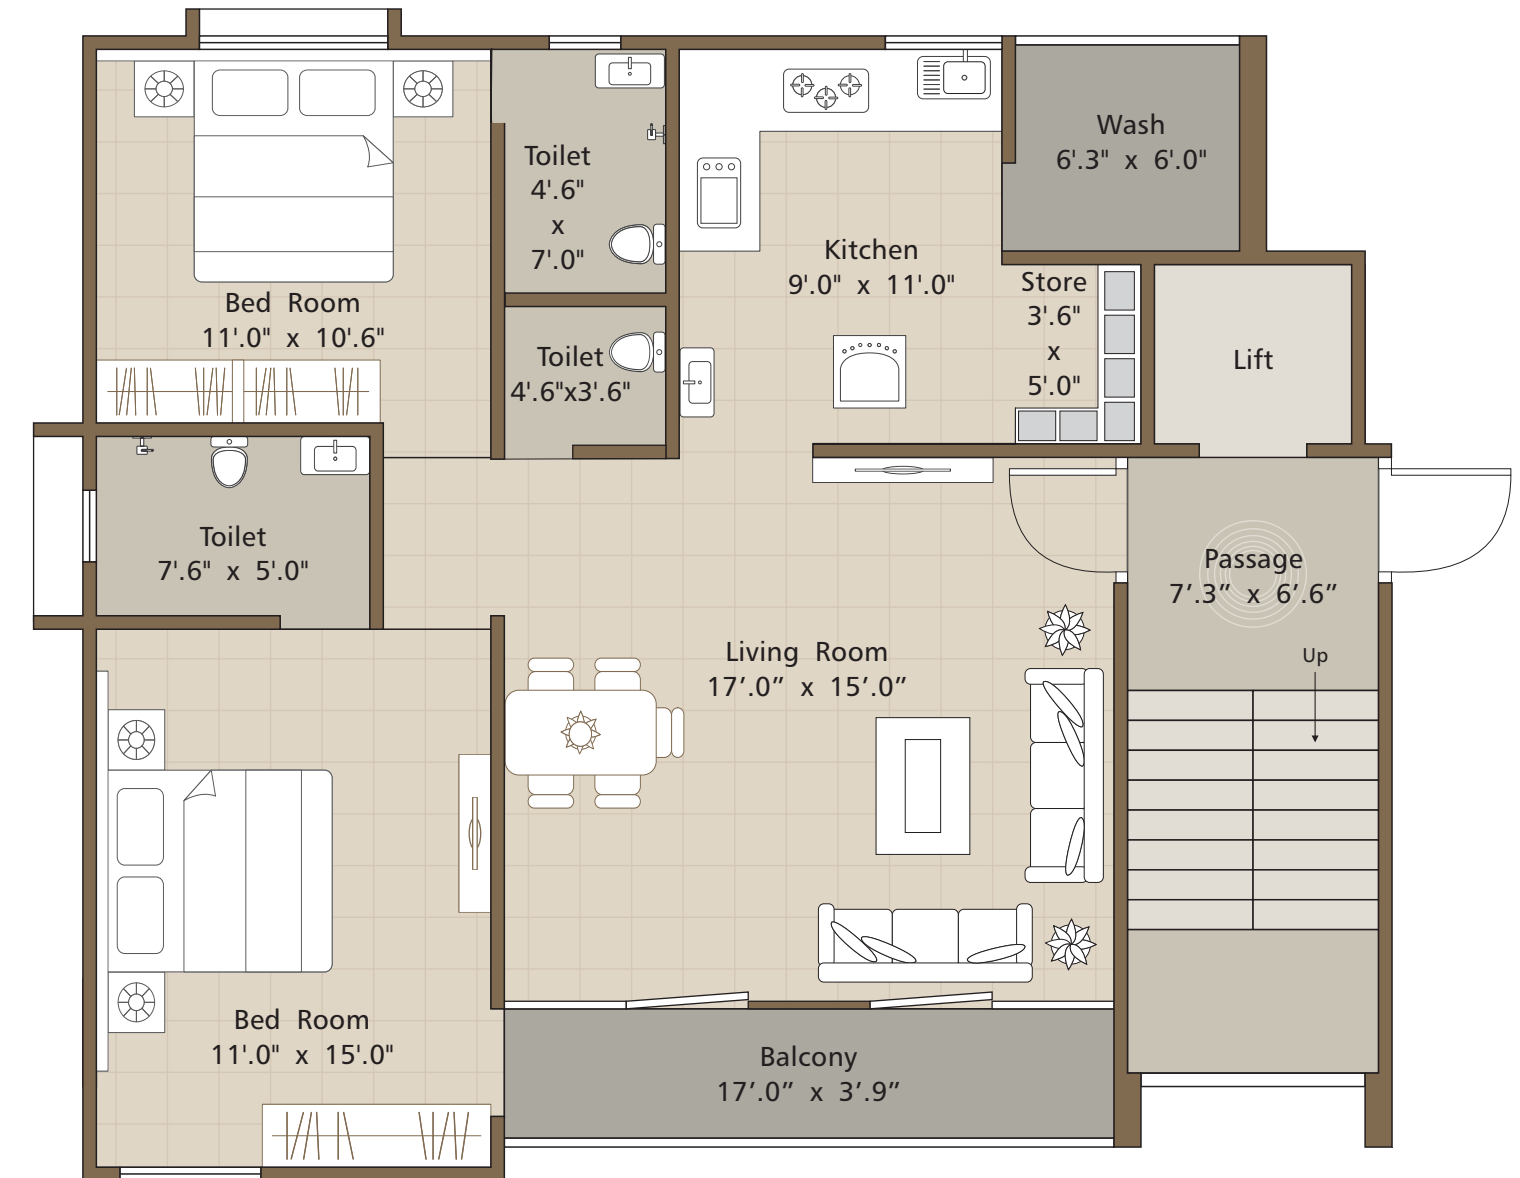 Wash
6'.3" x 6'.0"
Toilet
4'.6"
x
7'.0"
Kitchen
9'.0" x 11'.0"
Store
3'.6"
x
5'.0"
Bed Room
11'.0" x 10'.6"
Toilet
4'.6"x3'.6"
Lift
Toilet
7'.6" x 5'.0"
Passage
7’.3” x 6’.6”
Up
Living Room
17’.0” x 15’.0”
Bed Room
11'.0" x 15'.0"
Balcony
17’.0” x 3’.9”